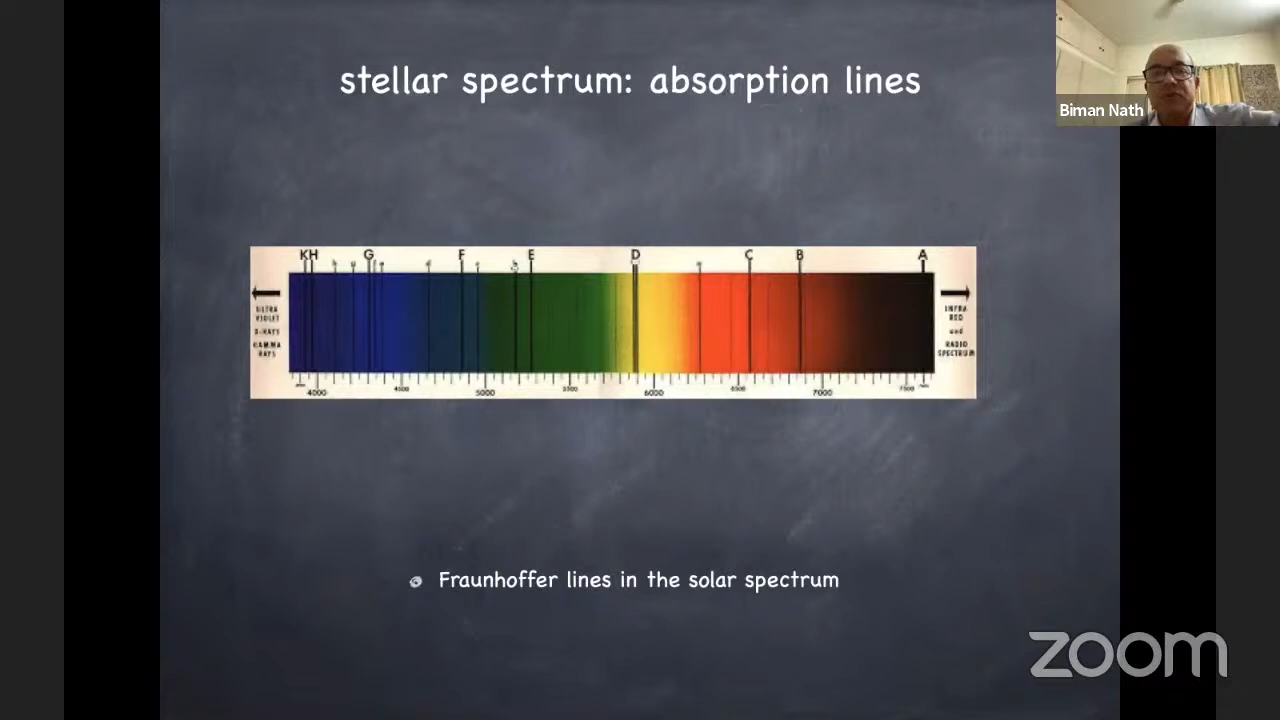 stellar spectrum: absorption lines
Biman Nath
KH G F E D C B A
ULTRA
VIOLET
X-RAYS
GAMMA
RAYS
INFRA
RED
and
RADIO
SPECTRUM
4000 4500 5000 5500 6000 6500 7000 7500
Fraunhoffer lines in the solar spectrum
zoom